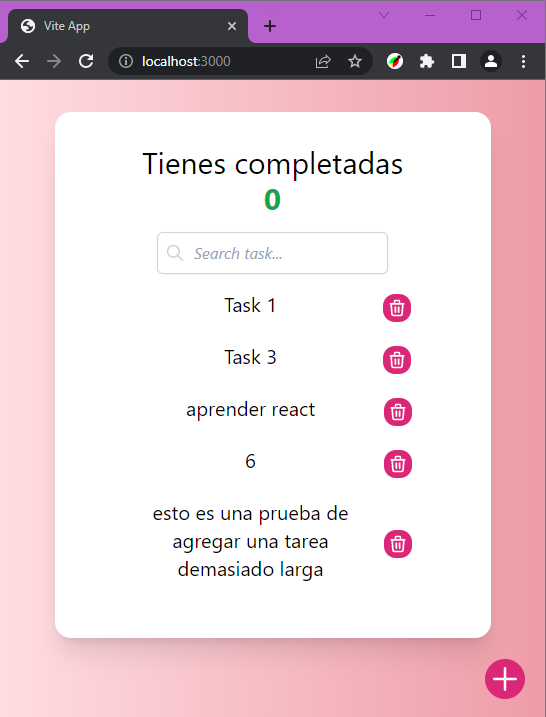 Vite App
localhost:3000
Tienes completadas
0
Search task...
Task 1
Task 3
aprender react
6
esto es una prueba de
agregar una tarea
demasiado larga